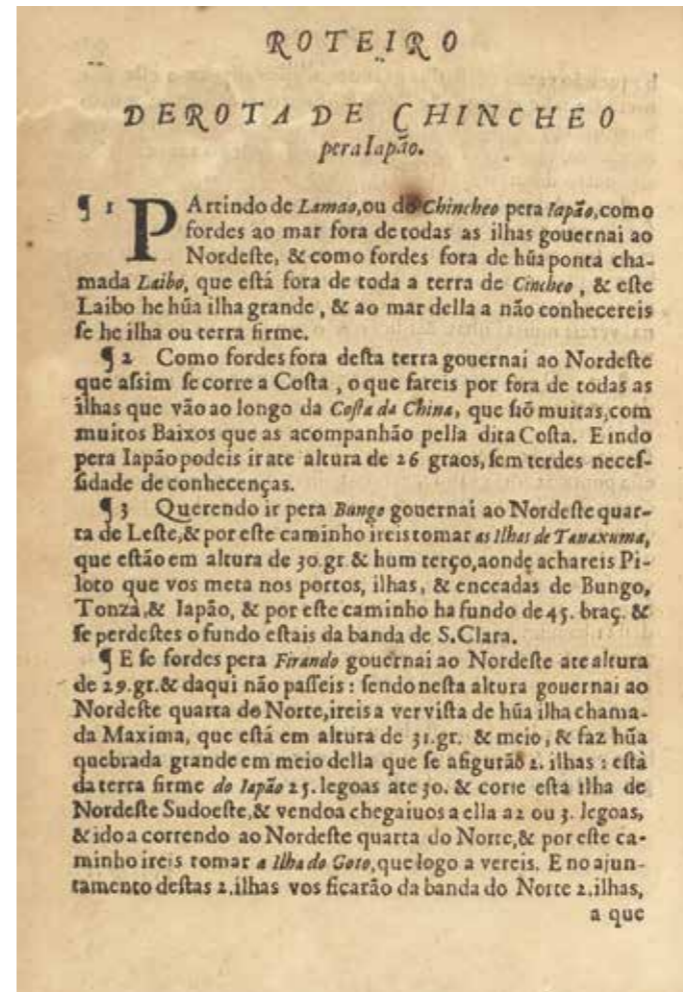 ROTEIRO
DEROTA DE CHINCHEO
pera Iapão.
¶ 1 PArtindo de Lamao, ou do Chincheo pera Iapão, como
fordes ao mar fora de todas as ilhas gouernai ao
Nordeſte, & como fordes fora de hũa ponta cha-
mada Laibo, que eſtá fora de toda a terra de Cincheo, & eſte
Laibo he hũa ilha grande, & ao mar della a não conhecereis
ſe he ilha ou terra firme.
¶ 2 Como fordes fora deſta terra gouernai ao Nordeſte
que aſsim ſe corre a Coſta, o que fareis por fora de todas as
ilhas que vão ao longo da Coſta da China, que ſiõ muitas, com
muitos Baixos que as acompanhão pella dita Coſta. E indo
pera Iapão podeis ir ate altura de 26 graos, ſem terdes neceſ-
ſidade de conhecenças.
¶ 3 Querendo ir pera Bungo gouernai ao Nordeſte quar-
ta de Leſte, & por eſte caminho ireis tomar as Ilhas de Tanaxuma,
que eſtão em altura de 30.gr. & hum terço, aonde achareis Pi-
loto que vos meta nos portos, ilhas, & enceadas de Bungo,
Tonzà, & Iapão, & por eſte caminho ha fundo de 45. braç. &
ſe perdeſtes o fundo eſtais da banda de S.Clara.
¶ E ſe fordes pera Firando gouernai ao Nordeſte ate altura
de 29.gr. & daqui não paſſeis : ſendo neſta altura gouernai ao
Nordeſte quarta do Norte, ireis a ver viſta de hũa ilha chama-
da Maxima, que eſtá em altura de 31.gr. & meio, & faz hũa
quebrada grande em meio della que ſe afigurão 2. ilhas : eſtà
da terra firme do Iapão 25. legoas ate 30. & corre eſta ilha de
Nordeſte Sudoeſte, & vendoa chegaiuos a ella a 2 ou 3. legoas,
& ido a correndo ao Nordeſte quarta do Norte, & por eſte ca-
minho ireis tomar a Ilha do Goto, que logo a vereis. E no ajun-
tamento deſtas 2. ilhas vos ficarão da banda do Norte 2. ilhas,
a que